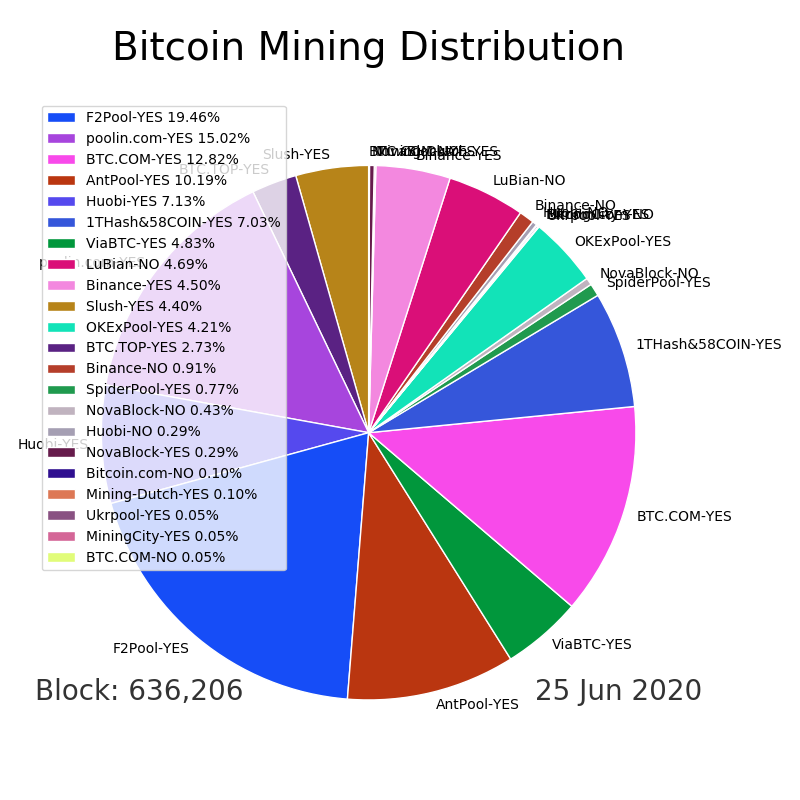 Bitcoin Mining Distribution
F2Pool-YES 19.46%
poolin.com-YES 15.02%
BTC.COM-YES 12.82%
AntPool-YES 10.19%
Huobi-YES 7.13%
1THash&58COIN-YES 7.03%
ViaBTC-YES 4.83%
LuBian-NO 4.69%
Binance-YES 4.50%
Slush-YES 4.40%
OKExPool-YES 4.21%
BTC.TOP-YES 2.73%
Binance-NO 0.91%
SpiderPool-YES 0.77%
NovaBlock-NO 0.43%
Huobi-NO 0.29%
NovaBlock-YES 0.29%
Bitcoin.com-NO 0.10%
Mining-Dutch-YES 0.10%
Ukrpool-YES 0.05%
MiningCity-YES 0.05%
BTC.COM-NO 0.05%
Slush-YES
BTC.TOP-YES
poolin.com-YES
Huobi-YES
F2Pool-YES
AntPool-YES
ViaBTC-YES
BTC.COM-YES
1THash&58COIN-YES
SpiderPool-YES
NovaBlock-NO
OKExPool-YES
Binance-NO
LuBian-NO
Binance-YES
Block: 636,206
25 Jun 2020